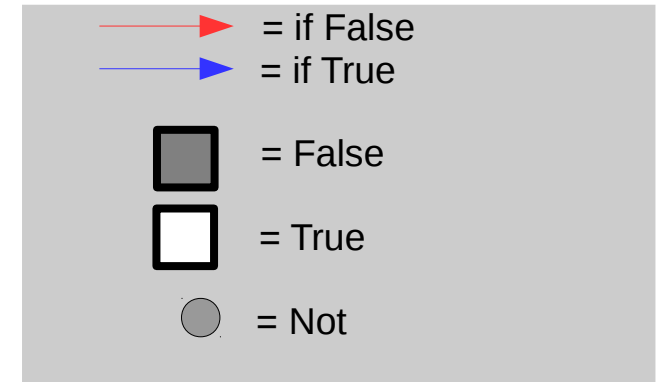 = if False
= if True
= False
= True
= Not